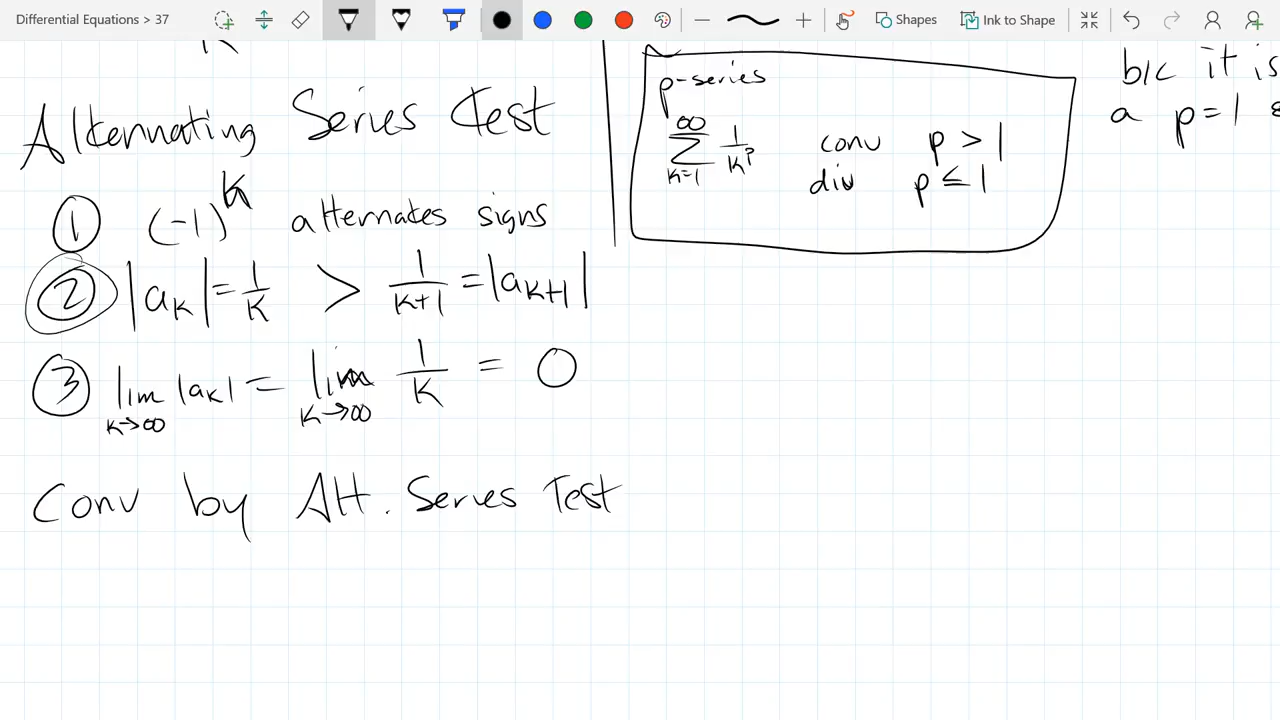 Differential Equations > 37
Shapes
Ink to Shape
K
Alternating Series Test
① (-1)^K alternates signs
② |a_K| = 1/K > 1/(K+1) = |a_{K+1}|
③ lim_{K→∞} |a_K| = lim_{K→∞} 1/K = 0
Conv by Alt. Series Test
p-series
∑_{K=1}^{∞} 1/K^p conv p > 1
div p ≤ 1
b/c it is
a p=1